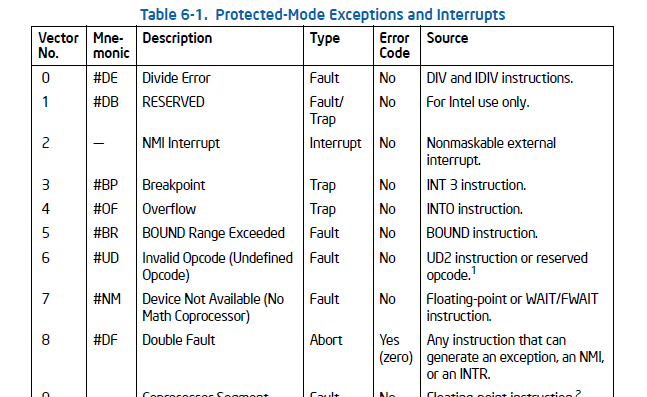 Table 6-1. Protected-Mode Exceptions and Interrupts
Vector No. Mne-monic Description Type Error Code Source
0 #DE Divide Error Fault No DIV and IDIV instructions.
1 #DB RESERVED Fault/ Trap No For Intel use only.
2 — NMI Interrupt Interrupt No Nonmaskable external interrupt.
3 #BP Breakpoint Trap No INT 3 instruction.
4 #OF Overflow Trap No INTO instruction.
5 #BR BOUND Range Exceeded Fault No BOUND instruction.
6 #UD Invalid Opcode (Undefined Opcode) Fault No UD2 instruction or reserved opcode.1
7 #NM Device Not Available (No Math Coprocessor) Fault No Floating-point or WAIT/FWAIT instruction.
8 #DF Double Fault Abort Yes (zero) Any instruction that can generate an exception, an NMI, or an INTR.
Coprocessor Segment Fault No Floating-point instruction.2